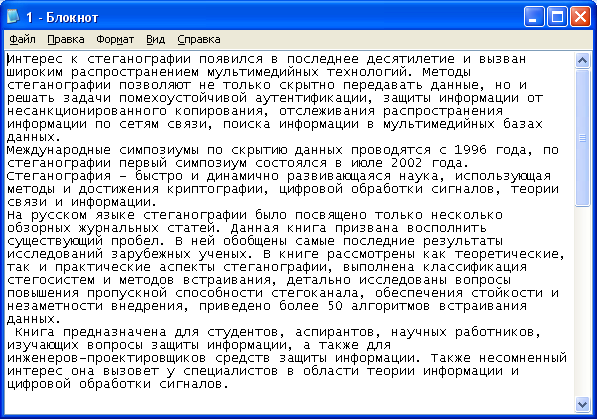 1 - Блокнот
Файл Правка Формат Вид Справка
Интерес к стеганографии появился в последнее десятилетие и вызван
широким распространением мультимедийных технологий. Методы
стеганографии позволяют не только скрытно передавать данные, но и
решать задачи помехоустойчивой аутентификации, защиты информации от
несанкционированного копирования, отслеживания распространения
информации по сетям связи, поиска информации в мультимедийных базах
данных.
Международные симпозиумы по скрытию данных проводятся с 1996 года, по
стеганографии первый симпозиум состоялся в июле 2002 года.
Стеганография – быстро и динамично развивающаяся наука, использующая
методы и достижения криптографии, цифровой обработки сигналов, теории
связи и информации.
На русском языке стеганографии было посвящено только несколько
обзорных журнальных статей. Данная книга призвана восполнить
существующий пробел. В ней обобщены самые последние результаты
исследований зарубежных ученых. В книге рассмотрены как теоретические,
так и практические аспекты стеганографии, выполнена классификация
стегосистем и методов встраивания, детально исследованы вопросы
повышения пропускной способности стегоканала, обеспечения стойкости и
незаметности внедрения, приведено более 50 алгоритмов встраивания
данных.
Книга предназначена для студентов, аспирантов, научных работников,
изучающих вопросы защиты информации, а также для
инженеров-проектировщиков средств защиты информации. Также несомненный
интерес она вызовет у специалистов в области теории информации и
цифровой обработки сигналов.